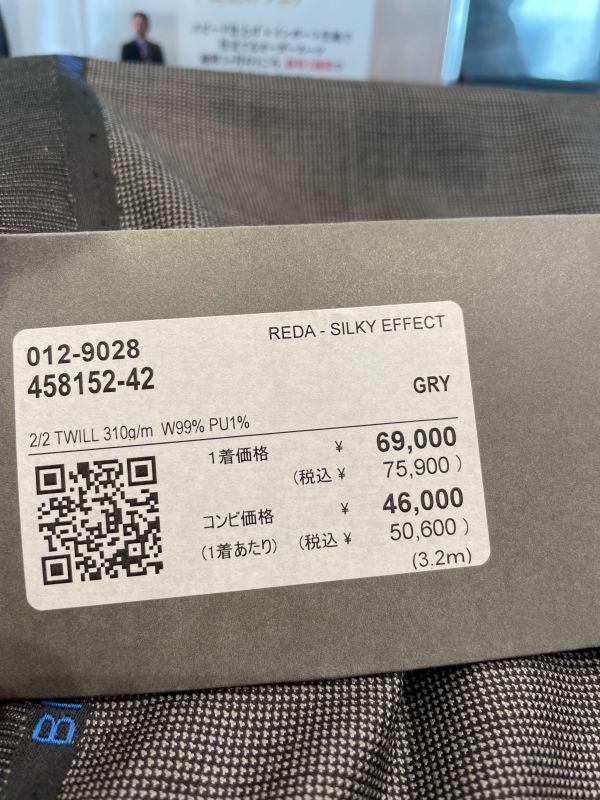 REDA - SILKY EFFECT
012-9028
458152-42
GRY
2/2 TWILL 310g/m W99% PU1%
1着価格 ¥ 69,000
(税込 ¥ 75,900 )
コンビ価格 ¥ 46,000
(1着あたり) (税込 ¥ 50,600 )
(3.2m)